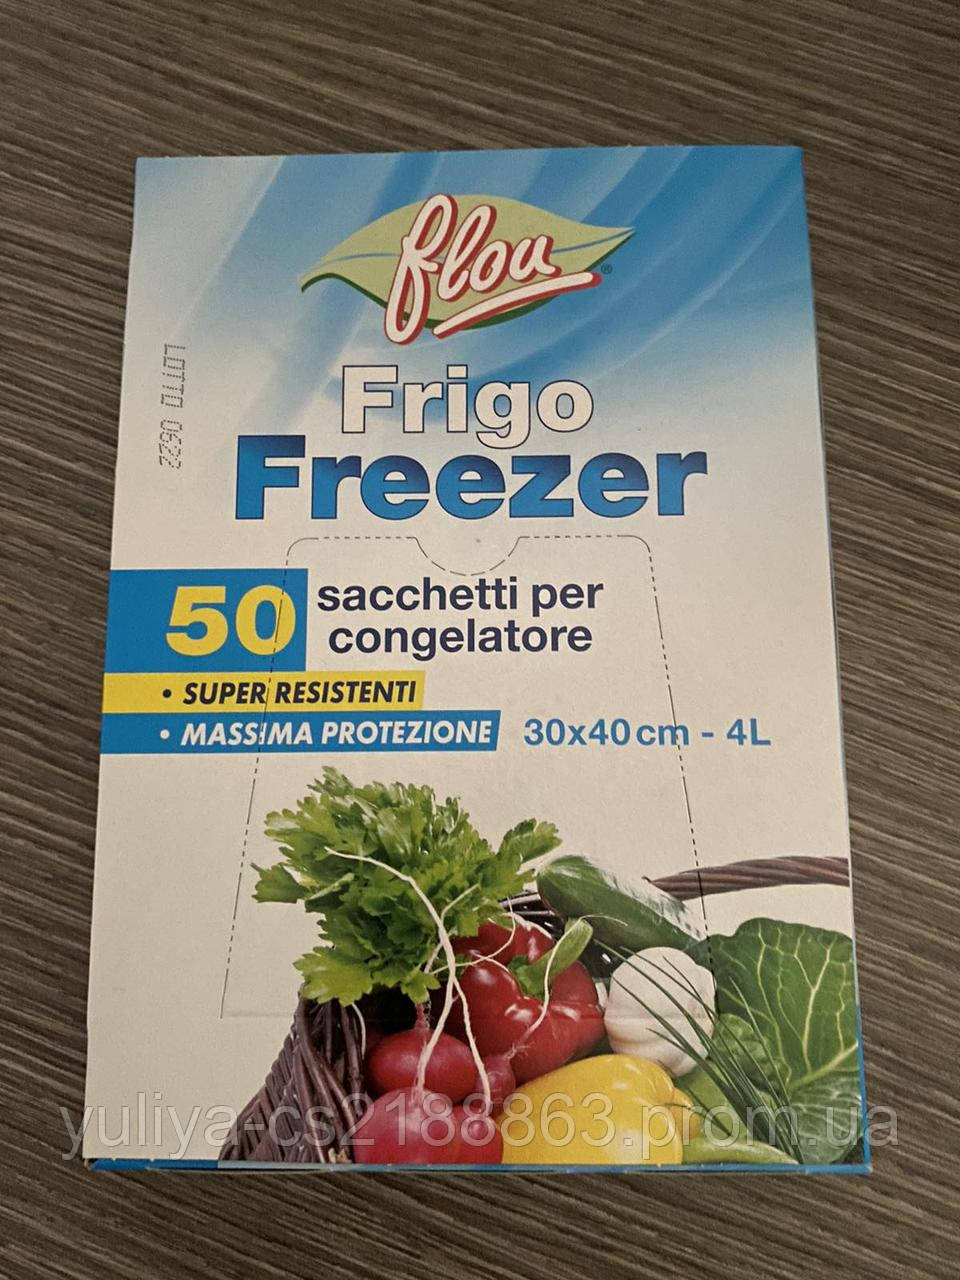 flou
®
LOTTO 0622
Frigo
Freezer
50
sacchetti per
congelatore
• SUPER RESISTENTI
• MASSIMA PROTEZIONE
30x40 cm - 4L
yuliya-cs2188863.prom.ua